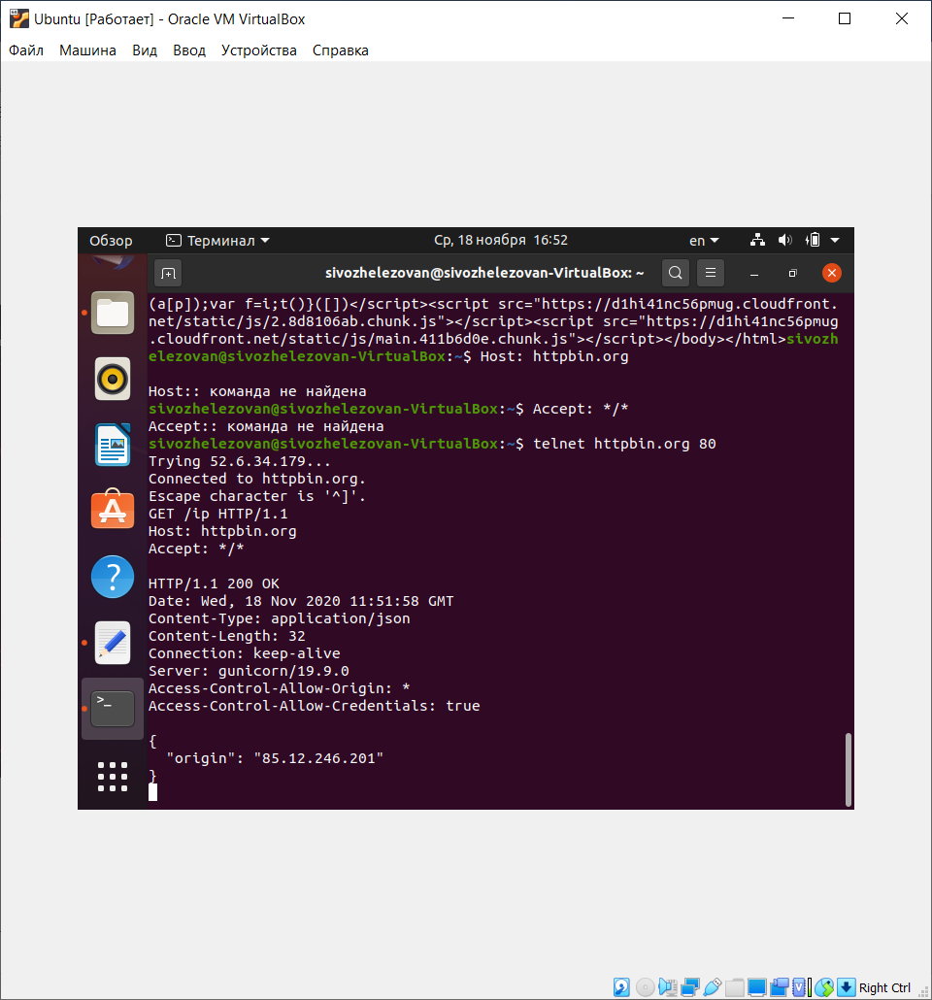 Ubuntu [Работает] - Oracle VM VirtualBox
Файл Машина Вид Ввод Устройства Справка
Обзор Терминал Ср, 18 ноября 16:52 en
sivozhelezovan@sivozhelezovan-VirtualBox: ~
(a[p]);var f=i;t()}([])</script><script src="https://d1hi41nc56pmug.cloudfront.
net/static/js/2.8d8106ab.chunk.js"></script><script src="https://d1hi41nc56pmug
.cloudfront.net/static/js/main.411b6d0e.chunk.js"></script></body></html>sivozh
elezovan@sivozhelezovan-VirtualBox:~$ Host: httpbin.org
Host:: команда не найдена
sivozhelezovan@sivozhelezovan-VirtualBox:~$ Accept: */*
Accept:: команда не найдена
sivozhelezovan@sivozhelezovan-VirtualBox:~$ telnet httpbin.org 80
Trying 52.6.34.179...
Connected to httpbin.org.
Escape character is '^]'.
GET /ip HTTP/1.1
Host: httpbin.org
Accept: */*
HTTP/1.1 200 OK
Date: Wed, 18 Nov 2020 11:51:58 GMT
Content-Type: application/json
Content-Length: 32
Connection: keep-alive
Server: gunicorn/19.9.0
Access-Control-Allow-Origin: *
Access-Control-Allow-Credentials: true
{
"origin": "85.12.246.201"
}
Right Ctrl